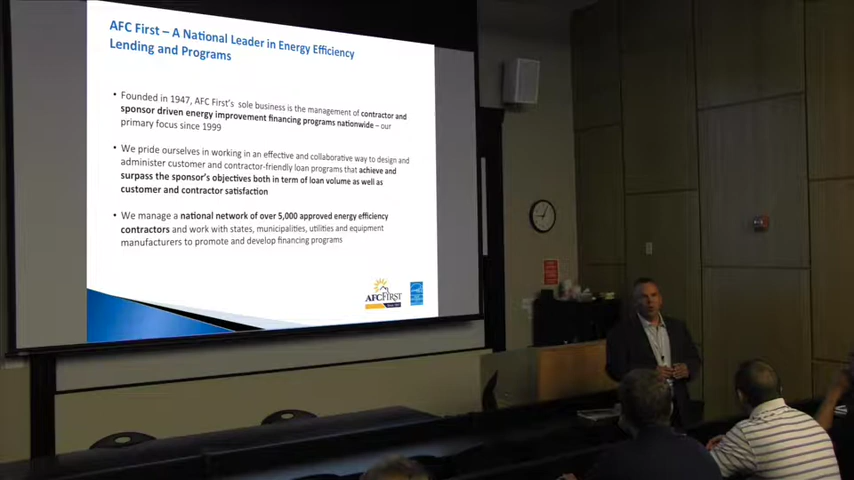 AFC First – A National Leader in Energy Efficiency
Lending and Programs
• Founded in 1947, AFC First's sole business is the management of contractor and
sponsor driven energy improvement financing programs nationwide – our
primary focus since 1999
• We pride ourselves in working in an effective and collaborative way to design and
administer customer and contractor-friendly loan programs that achieve and
surpass the sponsor's objectives both in term of loan volume as well as
customer and contractor satisfaction
• We manage a national network of over 5,000 approved energy efficiency
contractors and work with states, municipalities, utilities and equipment
manufacturers to promote and develop financing programs
AFC FIRST